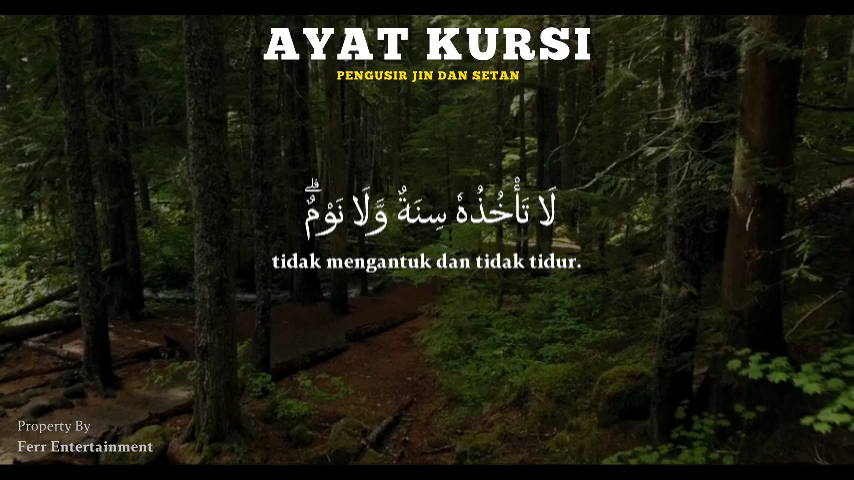 AYAT KURSI
PENGUSIR JIN DAN SETAN
لَا تَأْخُذُهٗ سِنَةٌ وَّلَا نَوْمٌۗ
tidak mengantuk dan tidak tidur.
Property By
Ferr Entertainment